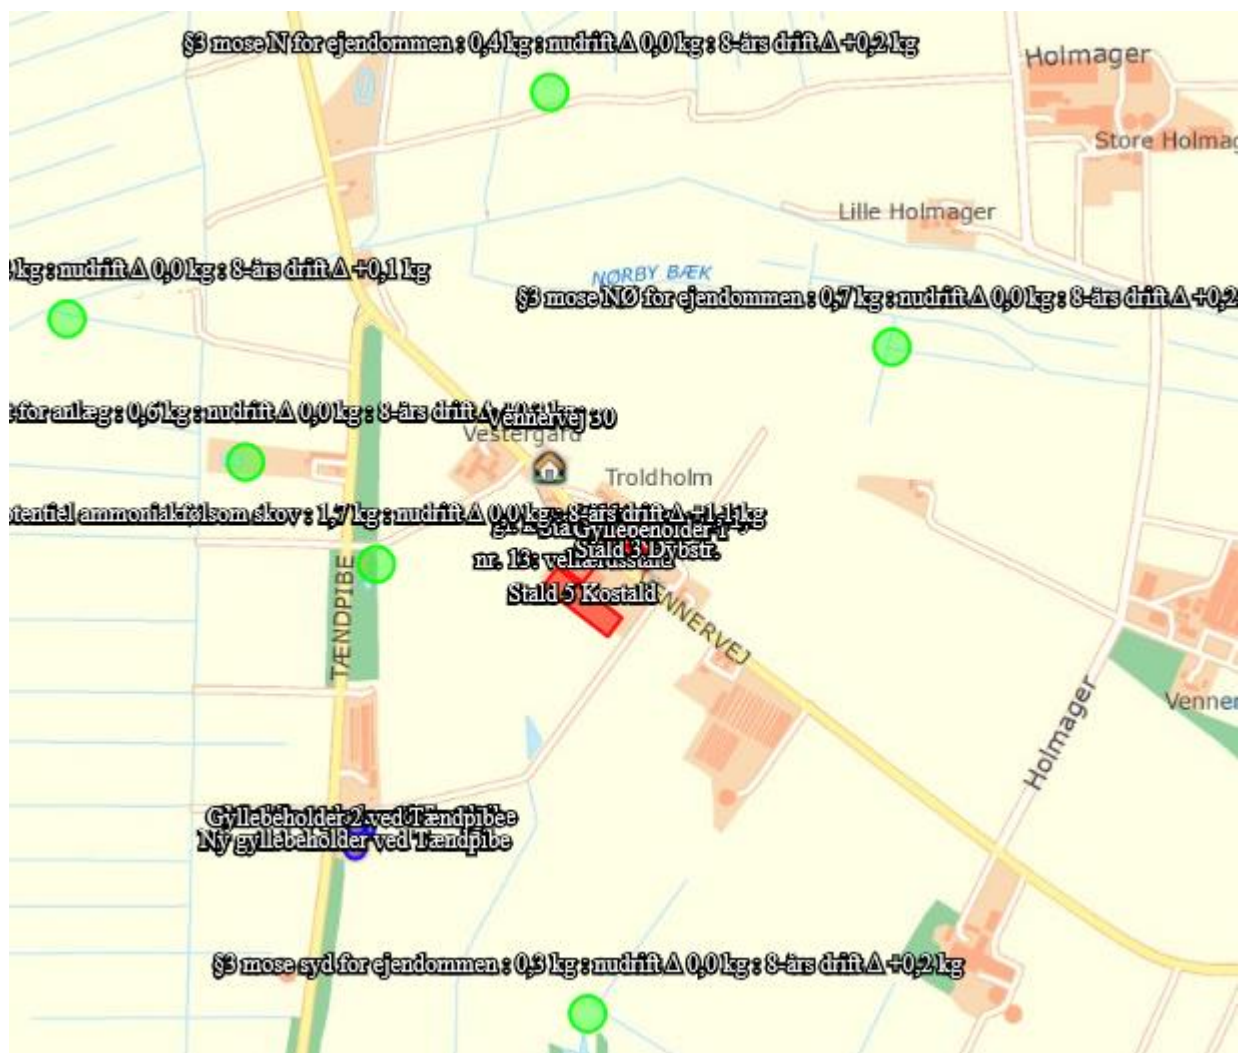 §3 mose N for ejendommen : 0,4 kg : nudrift Δ 0,0 kg : 8-års drift Δ +0,2 kg
Holmager
Store Holmag
Lille Holmager
kg : nudrift Δ 0,0 kg : 8-års drift Δ +0,1 kg
NØRBY BÆK
§3 mose NØ for ejendommen : 0,7 kg : nudrift Δ 0,0 kg : 8-års drift Δ +0,2
for anlæg : 0,6 kg : nudrift Δ 0,0 kg : 8-års drift Δ
Vennervej 30
Vestergård
Troldholm
otentiel ammoniakfølsom skov : 1,7 kg : nudrift Δ 0,0 kg : 8-års drift Δ +1,1 kg
Gyllebeholder 1
Stald 3 Dybstr.
nr. 13: velfærdsstald
Stald 5 Kostald
TÆNDPIBE
VENNERVEJ
Venner
Holmager
Gyllebeholder 2 ved Tændpibe
Ny gyllebeholder ved Tændpibe
§3 mose syd for ejendommen : 0,3 kg : nudrift Δ 0,0 kg : 8-års drift Δ +0,2 kg